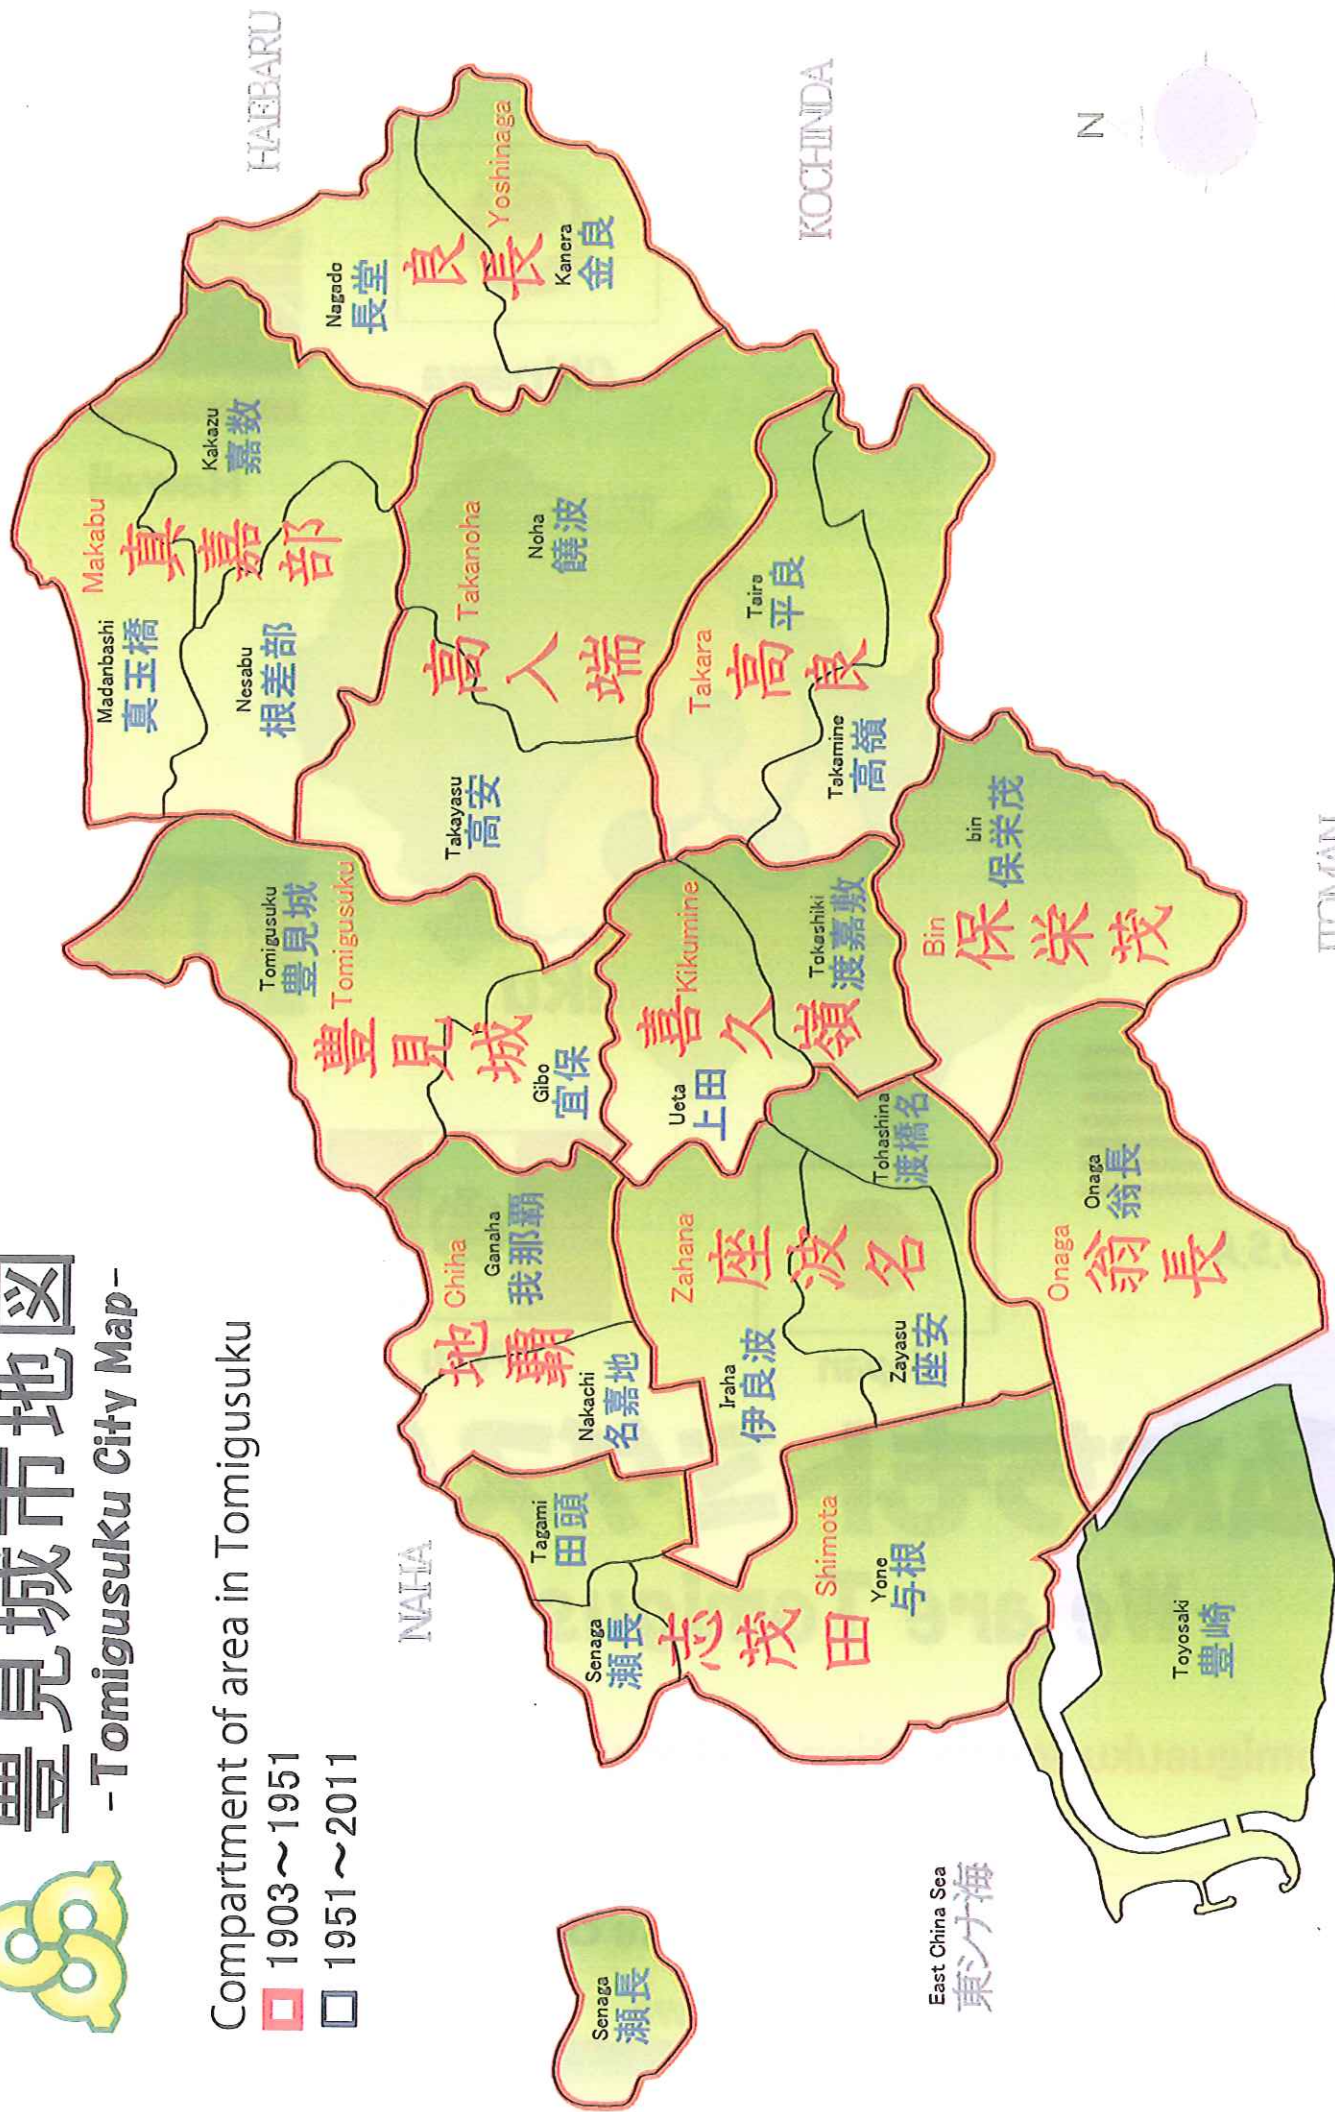 豊見城市地図
-Tomigusuku City Map-
Compartment of area in Tomigusuku
1903～1951
1951～2011
HAEBARU
KOCHINDA
NAHA
N
East China Sea
東シナ海
Makabu
真嘉部
Madanbashi
真玉橋
Kakazu
嘉数
Nesabu
根差部
Nagado
長堂
Yoshinaga
良長
Kanera
金良
Tomigusuku
豊見城
Tomigusuku
豊見城
Gibo
宜保
Takayasu
高安
Takanoha
高入端
Noha
饒波
Takara
高良
Taira
平良
Takamine
高嶺
Kikumine
喜久嶺
Ueta
上田
Tokashiki
渡嘉敷
bin
保栄茂
Bin
保栄茂
Chiha
地覇
Ganaha
我那覇
Nakachi
名嘉地
Zahana
座波名
Iraha
伊良波
Zayasu
座安
Tohashina
渡橋名
Onaga
翁長
Onaga
翁長
Tagami
田頭
Senaga
瀬長
Shimota
志茂田
Yone
与根
Toyosaki
豊崎
Senaga
瀬長